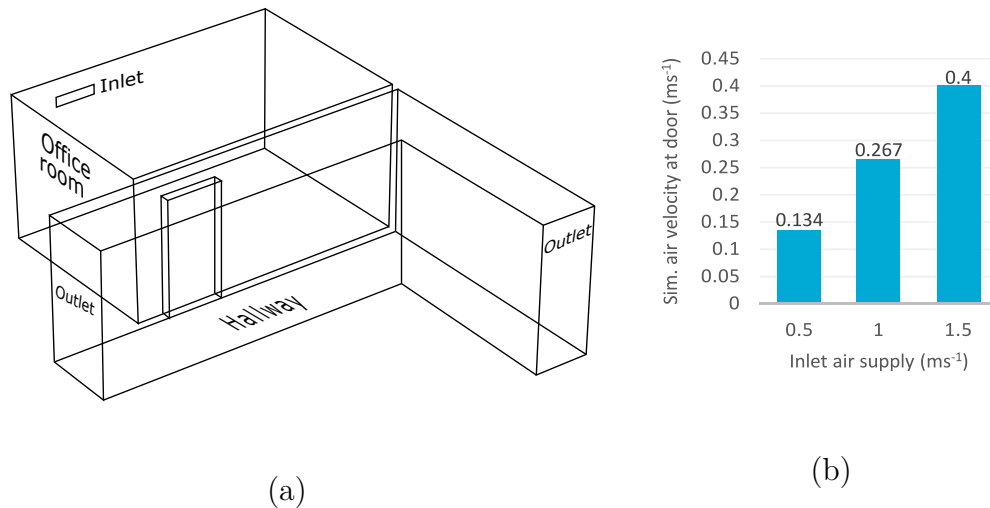 Inlet
Office
room
Outlet
Hallway
Outlet
(a)
Sim. air velocity at door (ms⁻¹)
0.45
0.4
0.35
0.3
0.25
0.2
0.15
0.1
0.05
0
0.134
0.267
0.4
0.5
1
1.5
Inlet air supply (ms⁻¹)
(b)